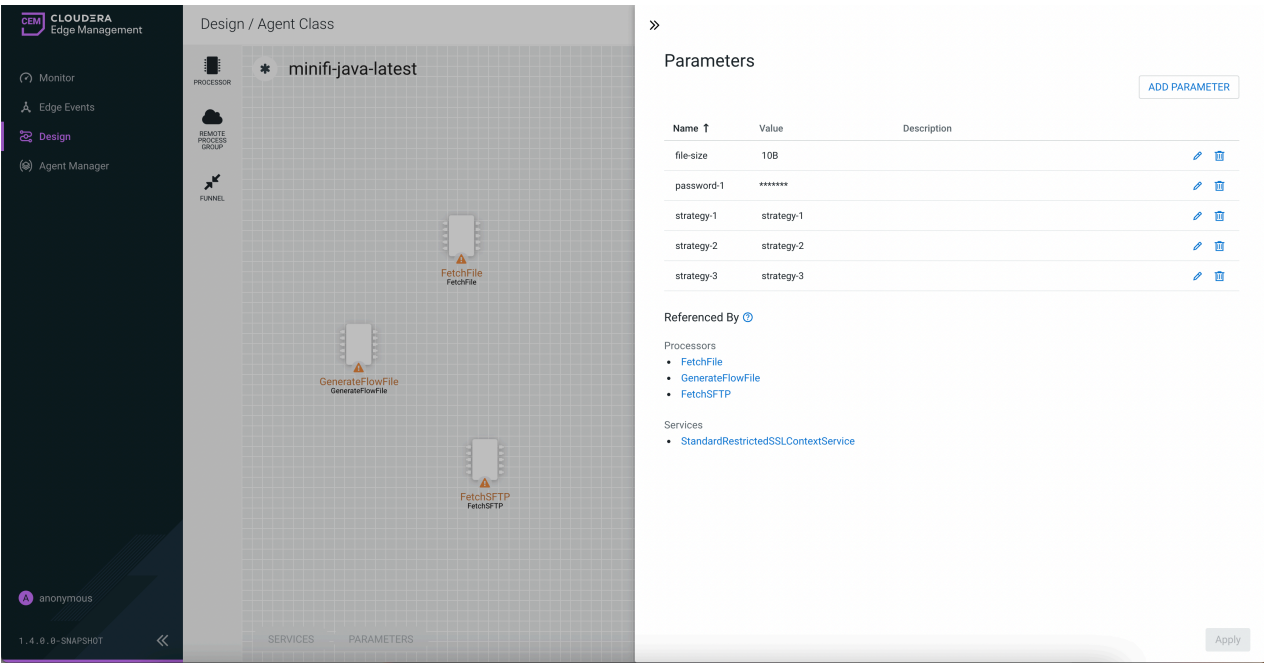 CEM CLOUDERA
Edge Management
Monitor
Edge Events
Design
Agent Manager
A anonymous
1.4.0.0-SNAPSHOT
Design / Agent Class
PROCESSOR
REMOTE
PROCESS
GROUP
FUNNEL
minifi-java-latest
FetchFile
FetchFile
GenerateFlowFile
GenerateFlowFile
FetchSFTP
FetchSFTP
SERVICES PARAMETERS
Parameters
ADD PARAMETER
Name Value Description
file-size 10B
password-1 *******
strategy-1 strategy-1
strategy-2 strategy-2
strategy-3 strategy-3
Referenced By
Processors
FetchFile
GenerateFlowFile
FetchSFTP
Services
StandardRestrictedSSLContextService
Apply